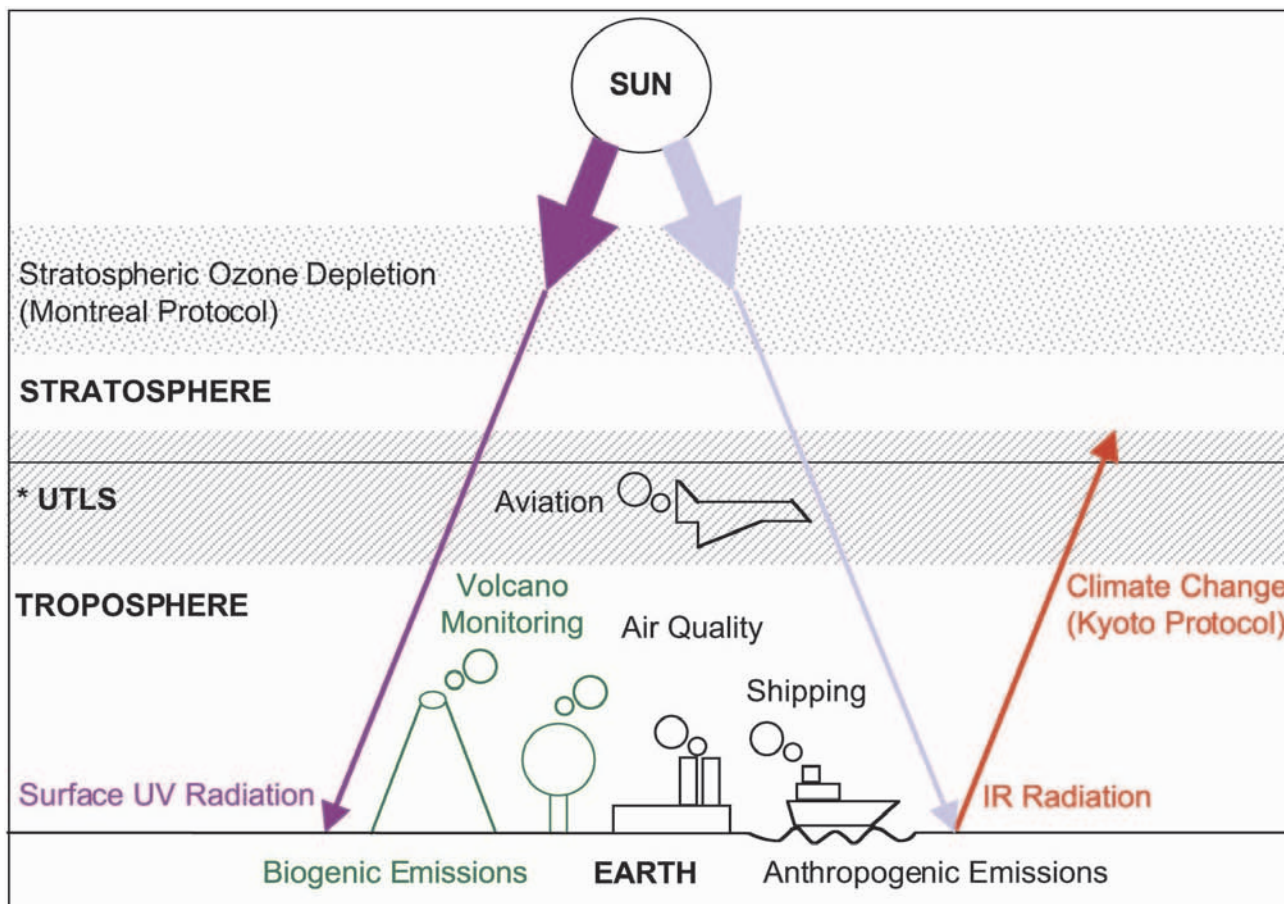 SUN
Stratospheric Ozone Depletion
(Montreal Protocol)
STRATOSPHERE
* UTLS
Aviation
TROPOSPHERE
Volcano
Monitoring
Air Quality
Climate Change
(Kyoto Protocol)
Shipping
Surface UV Radiation
IR Radiation
Biogenic Emissions
EARTH
Anthropogenic Emissions